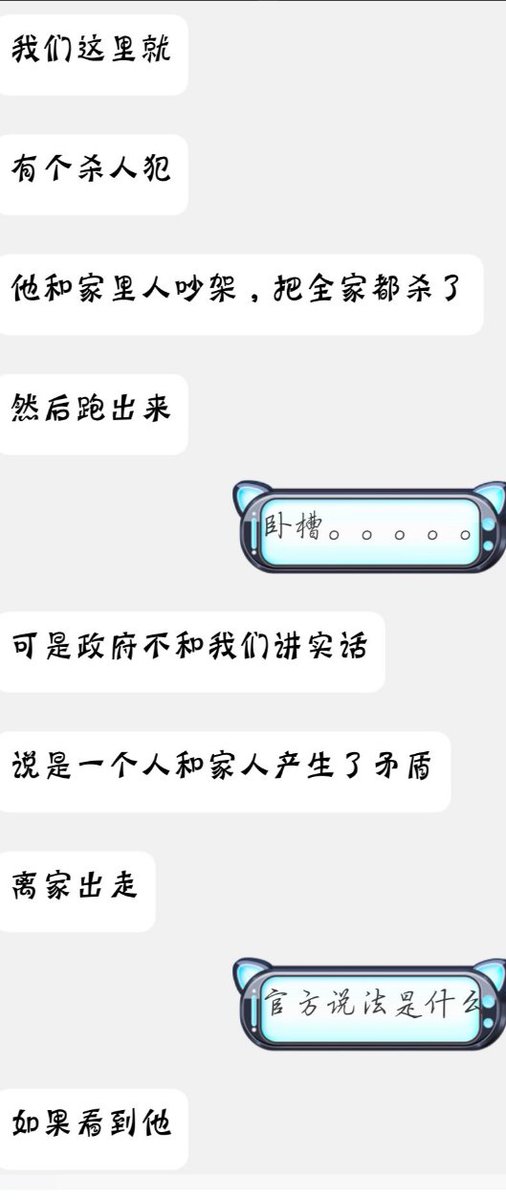 我们这里就
有个杀人犯
他和家里人吵架，把全家都杀了
然后跑出来
卧槽。。。。。
可是政府不和我们讲实话
说是一个人和家人产生了矛盾
离家出走
官方说法是什么
如果看到他